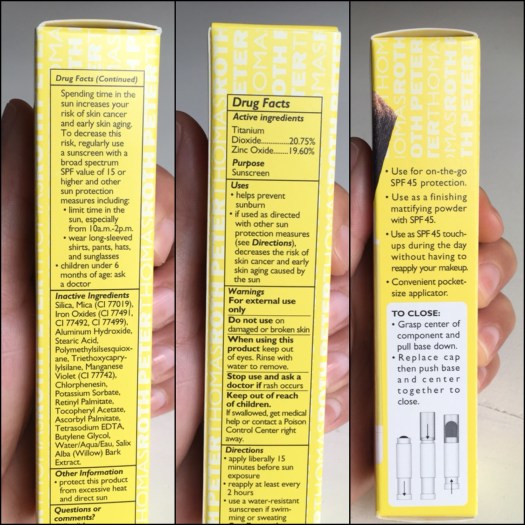 Drug Facts (Continued)
Spending time in the
sun increases your
risk of skin cancer
and early skin aging.
To decrease this
risk, regularly use
a sunscreen with a
broad spectrum
SPF value of 15 or
higher and other
sun protection
measures including:
• limit time in the
sun, especially
from 10a.m.-2p.m.
• wear long-sleeved
shirts, pants, hats,
and sunglasses
• children under 6
months of age: ask
a doctor
Inactive Ingredients
Silica, Mica (CI 77019),
Iron Oxides (CI 77491,
CI 77492, CI 77499),
Aluminum Hydroxide,
Stearic Acid,
Polymethylsilsesquiox-
ane, Triethoxycapry-
lylsilane, Manganese
Violet (CI 77742),
Chlorphenesin,
Potassium Sorbate,
Retinyl Palmitate,
Tocopheryl Acetate,
Ascorbyl Palmitate,
Tetrasodium EDTA,
Butylene Glycol,
Water/Aqua/Eau, Salix
Alba (Willow) Bark
Extract.
Other Information
• protect this product
from excessive heat
and direct sun
Questions or
comments?
Drug Facts
Active ingredients
Titanium
Dioxide..............20.75%
Zinc Oxide.......19.60%
Purpose
Sunscreen
Uses
• helps prevent
sunburn
• if used as directed
with other sun
protection measures
(see Directions),
decreases the risk of
skin cancer and early
skin aging caused by
the sun
Warnings
For external use
only
Do not use on
damaged or broken skin
When using this
product keep out
of eyes. Rinse with
water to remove.
Stop use and ask a
doctor if rash occurs
Keep out of reach
of children.
If swallowed, get medical
help or contact a Poison
Control Center right
away.
Directions
• apply liberally 15
minutes before sun
exposure
• reapply at least every
2 hours
• use a water-resistant
sunscreen if swim-
ming or sweating
• Use for on-the-go
SPF 45 protection.
• Use as a finishing
mattifying powder
with SPF 45.
• Use as SPF 45 touch-
ups during the day
without having to
reapply your makeup.
• Convenient pocket-
size applicator.
TO CLOSE:
• Grasp center of
component and
pull base down.
• Replace cap
then push base
and center
together to
close.
PETER THOMAS ROTH